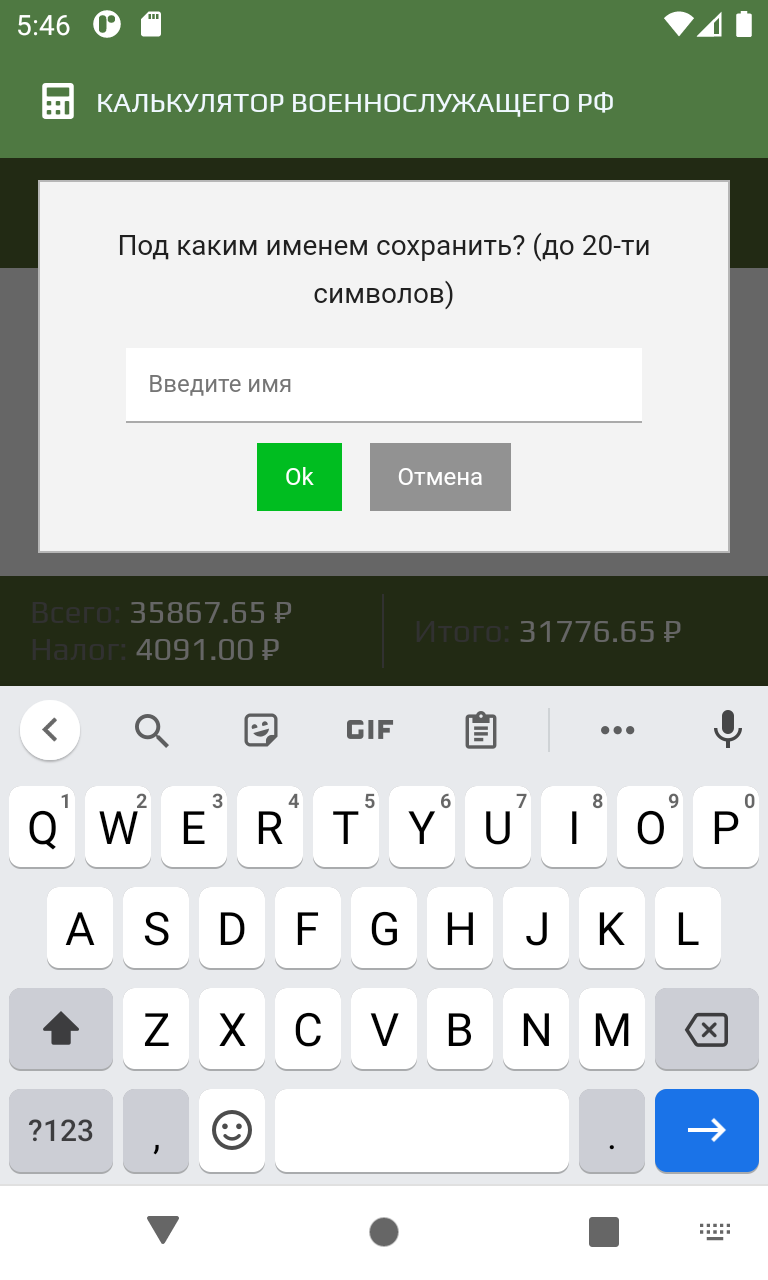 5:46
КАЛЬКУЛЯТОР ВОЕННОСЛУЖАЩЕГО РФ
Под каким именем сохранить? (до 20-ти
символов)
Введите имя
Ok Отмена
Всего: 35867.65 ₽
Налог: 4091.00 ₽
Итого: 31776.65 ₽
GIF
Q 1 W 2 E 3 R 4 T 5 Y 6 U 7 I 8 O 9 P 0
A S D F G H J K L
Z X C V B N M
?123 , .